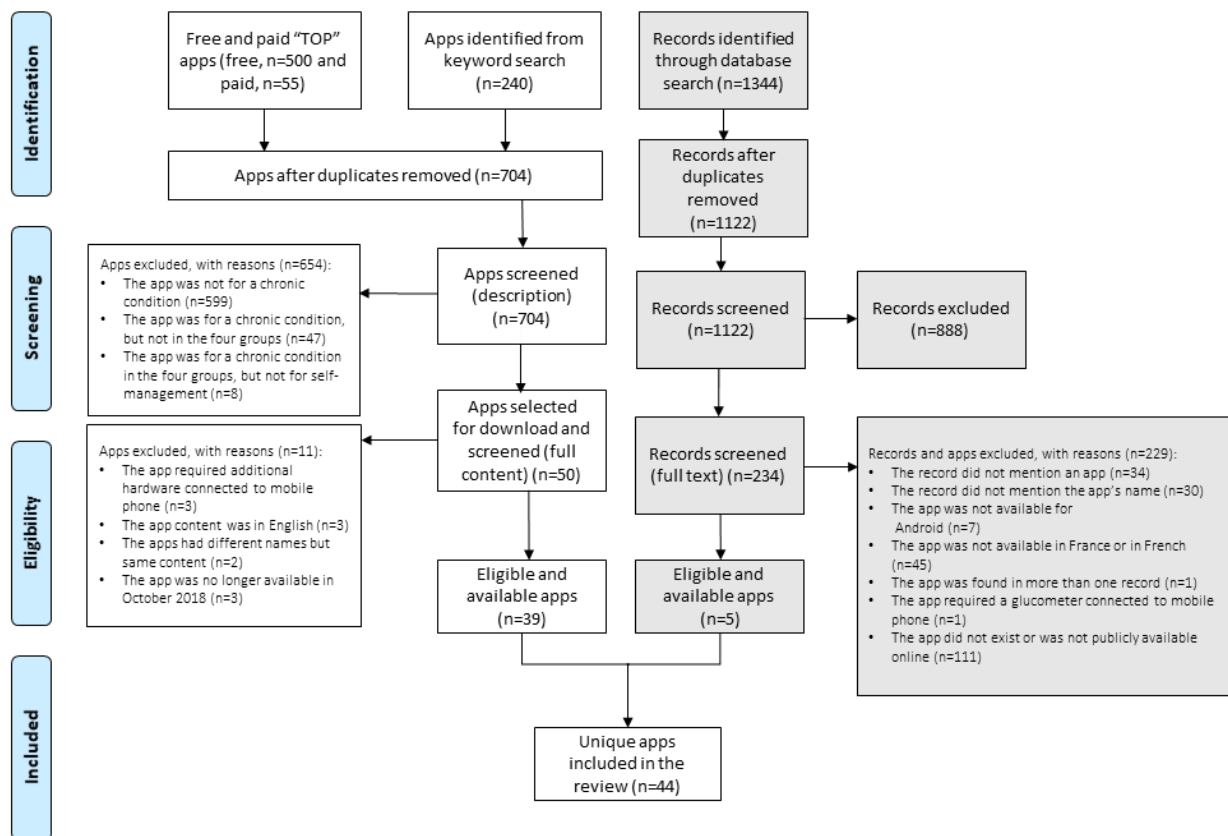 Identification
Free and paid “TOP”
apps (free, n=500 and
paid, n=55)
Apps identified from
keyword search
(n=240)
Records identified
through database
search (n=1344)
Apps after duplicates removed (n=704)
Records after
duplicates
removed
(n=1122)
Screening
Apps excluded, with reasons (n=654):
• The app was not for a chronic
condition (n=599)
• The app was for a chronic condition,
but not in the four groups (n=47)
• The app was for a chronic condition
in the four groups, but not for self-
management (n=8)
Apps screened
(description)
(n=704)
Records screened
(n=1122)
Records excluded
(n=888)
Eligibility
Apps excluded, with reasons (n=11):
• The app required additional
hardware connected to mobile
phone (n=3)
• The app content was in English (n=3)
• The apps had different names but
same content (n=2)
• The app was no longer available in
October 2018 (n=3)
Apps selected
for download and
screened (full
content) (n=50)
Records screened
(full text) (n=234)
Records and apps excluded, with reasons (n=229):
• The record did not mention an app (n=34)
• The record did not mention the app’s name (n=30)
• The app was not available for
Android (n=7)
• The app was not available in France or in French
(n=45)
• The app was found in more than one record (n=1)
• The app required a glucometer connected to mobile
phone (n=1)
• The app did not exist or was not publicly available
online (n=111)
Eligible and
available apps
(n=39)
Eligible and
available apps
(n=5)
Included
Unique apps
included in the
review (n=44)